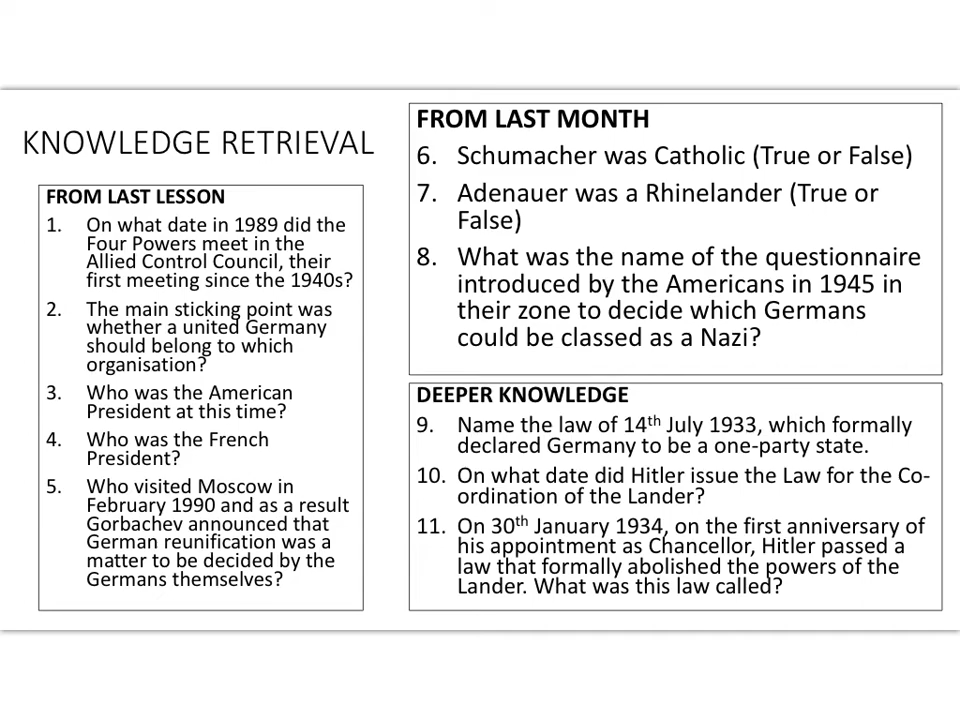 KNOWLEDGE RETRIEVAL
FROM LAST LESSON
1. On what date in 1989 did the
Four Powers meet in the
Allied Control Council, their
first meeting since the 1940s?
2. The main sticking point was
whether a united Germany
should belong to which
organisation?
3. Who was the American
President at this time?
4. Who was the French
President?
5. Who visited Moscow in
February 1990 and as a result
Gorbachev announced that
German reunification was a
matter to be decided by the
Germans themselves?
FROM LAST MONTH
6. Schumacher was Catholic (True or False)
7. Adenauer was a Rhinelander (True or
False)
8. What was the name of the questionnaire
introduced by the Americans in 1945 in
their zone to decide which Germans
could be classed as a Nazi?
DEEPER KNOWLEDGE
9. Name the law of 14th July 1933, which formally
declared Germany to be a one-party state.
10. On what date did Hitler issue the Law for the Co-
ordination of the Lander?
11. On 30th January 1934, on the first anniversary of
his appointment as Chancellor, Hitler passed a
law that formally abolished the powers of the
Lander. What was this law called?